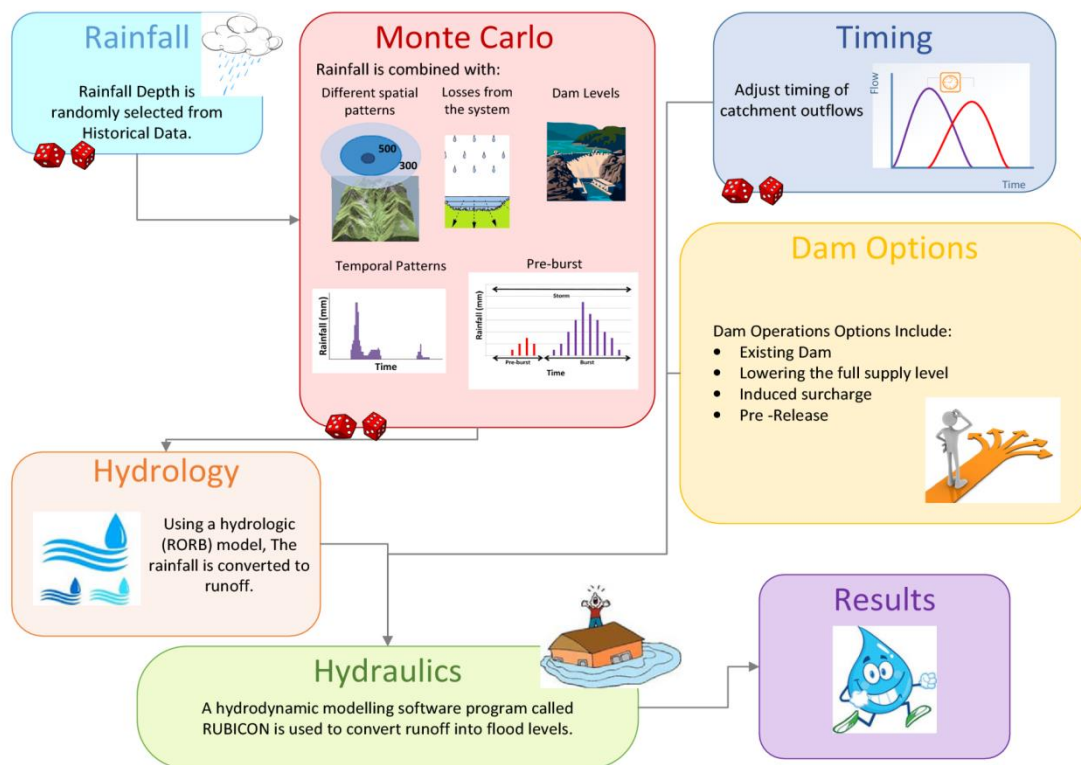 Rainfall
Rainfall Depth is
randomly selected from
Historical Data.
Monte Carlo
Rainfall is combined with:
Different spatial
patterns
500
300
Losses from
the system
Dam Levels
Temporal Patterns
Rainfall (mm)
Time
Pre-burst
Rainfall (mm)
Storm
Pre-burst
Burst
Time
Timing
Adjust timing of
catchment outflows
Flow
Time
Dam Options
Dam Operations Options Include:
• Existing Dam
• Lowering the full supply level
• Induced surcharge
• Pre -Release
Hydrology
Using a hydrologic
(RORB) model, The
rainfall is converted to
runoff.
Hydraulics
A hydrodynamic modelling software program called
RUBICON is used to convert runoff into flood levels.
Results